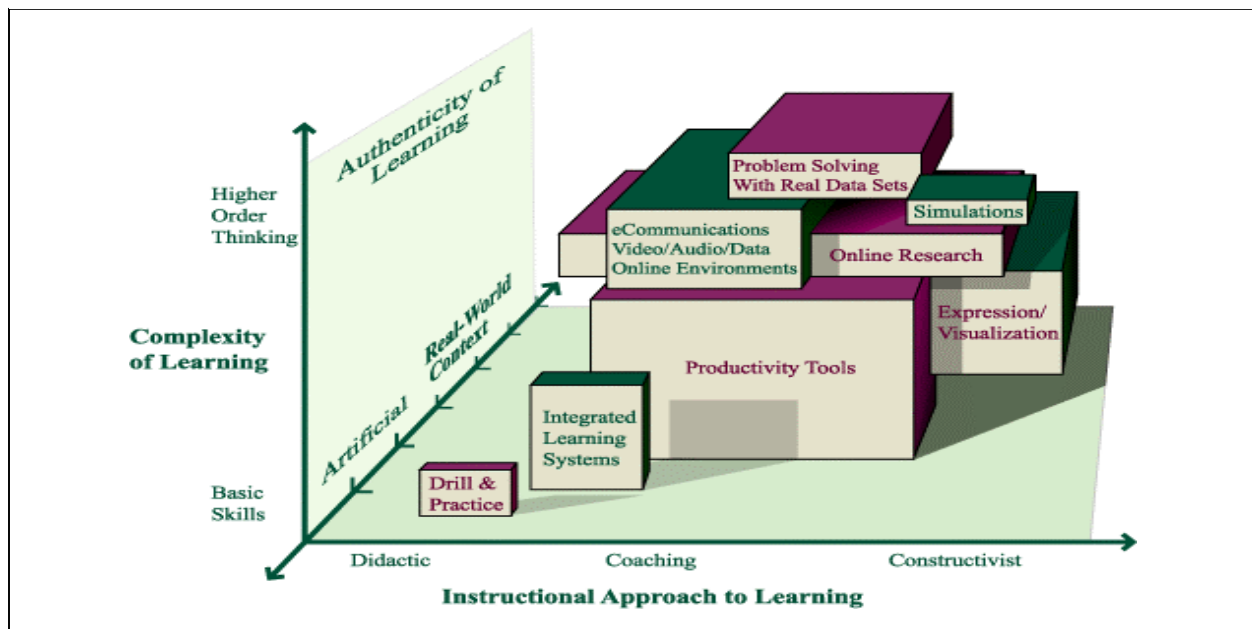 Authenticity of
Learning
Higher
Order
Thinking
Problem Solving
With Real Data Sets
Simulations
eCommunications
Video/Audio/Data
Online Environments
Online Research
Real-World
Context
Expression/
Visualization
Complexity
of Learning
Productivity Tools
Artificial
Integrated
Learning
Systems
Drill &
Practice
Basic
Skills
Didactic
Coaching
Constructivist
Instructional Approach to Learning